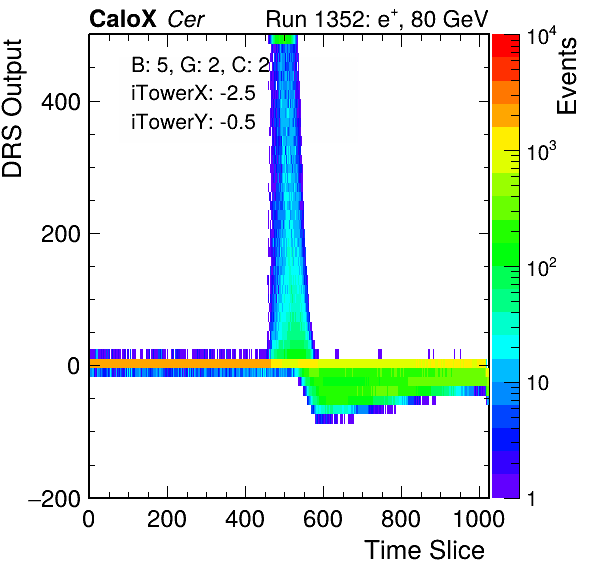 CaloX Cer Run 1352: e⁺, 80 GeV
B: 5, G: 2, C: 2
iTowerX: -2.5
iTowerY: -0.5
DRS Output
400
200
0
−200
0 200 400 600 800 1000
Time Slice
Events
10⁴
10³
10²
10
1